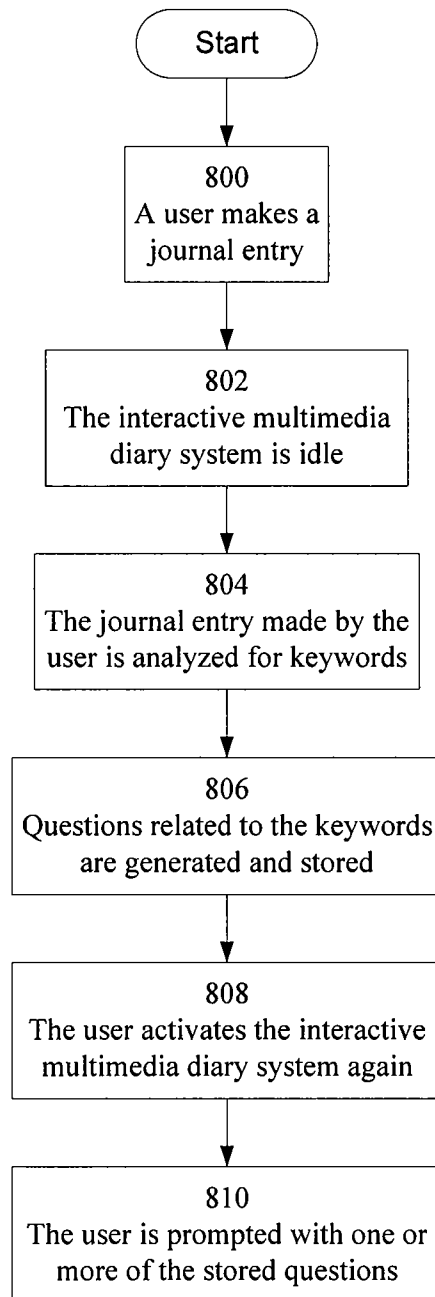 Start
800
A user makes a
journal entry
802
The interactive multimedia
diary system is idle
804
The journal entry made by the
user is analyzed for keywords
806
Questions related to the keywords
are generated and stored
808
The user activates the interactive
multimedia diary system again
810
The user is prompted with one or
more of the stored questions